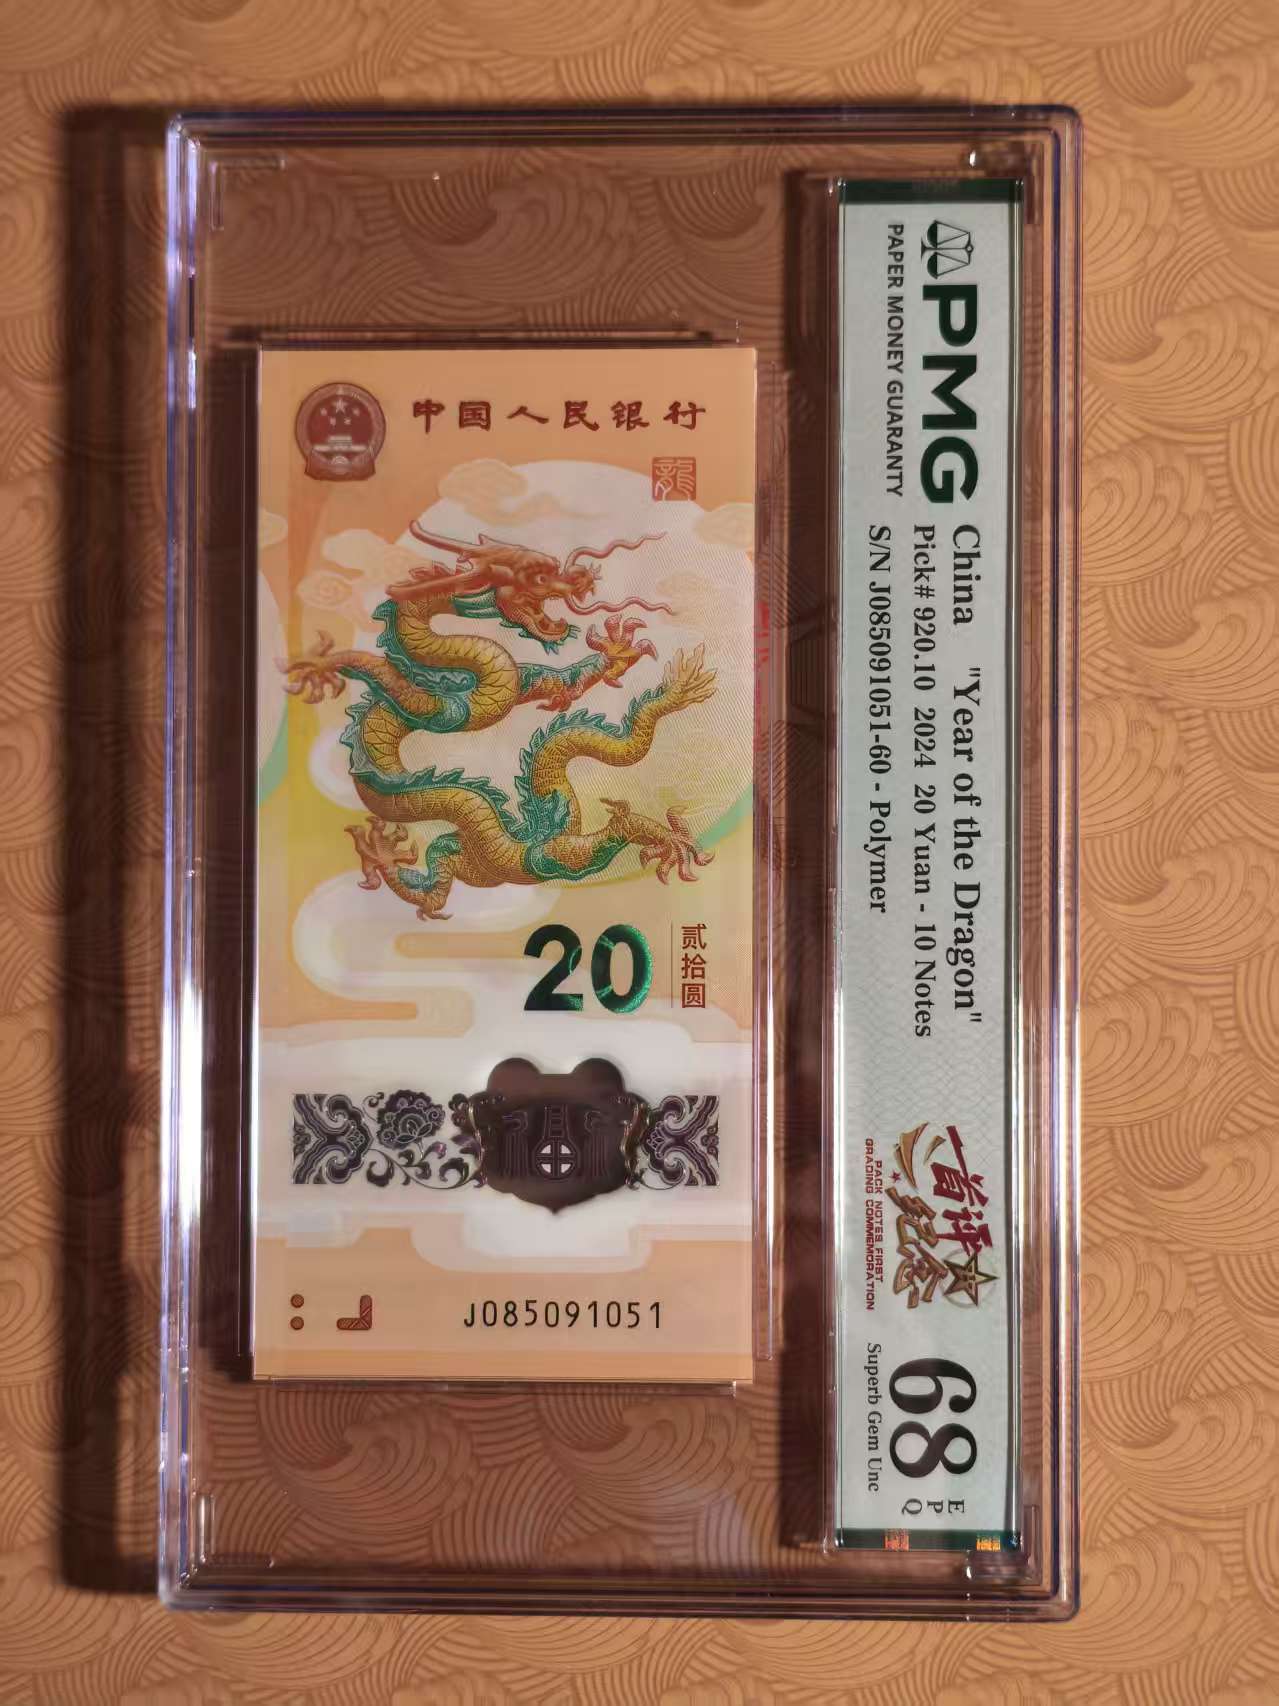 中国人民银行
龍
20
贰拾圆
J085091051
PMG
PAPER MONEY GUARANTY
China "Year of the Dragon"
Pick# 920.10 2024 20 Yuan - 10 Notes
S/N J085091051-60 - Polymer
首评
纪念
PACK NOTES FIRST
GRADING COMMEMORATION
68
EPQ
Superb Gem Unc